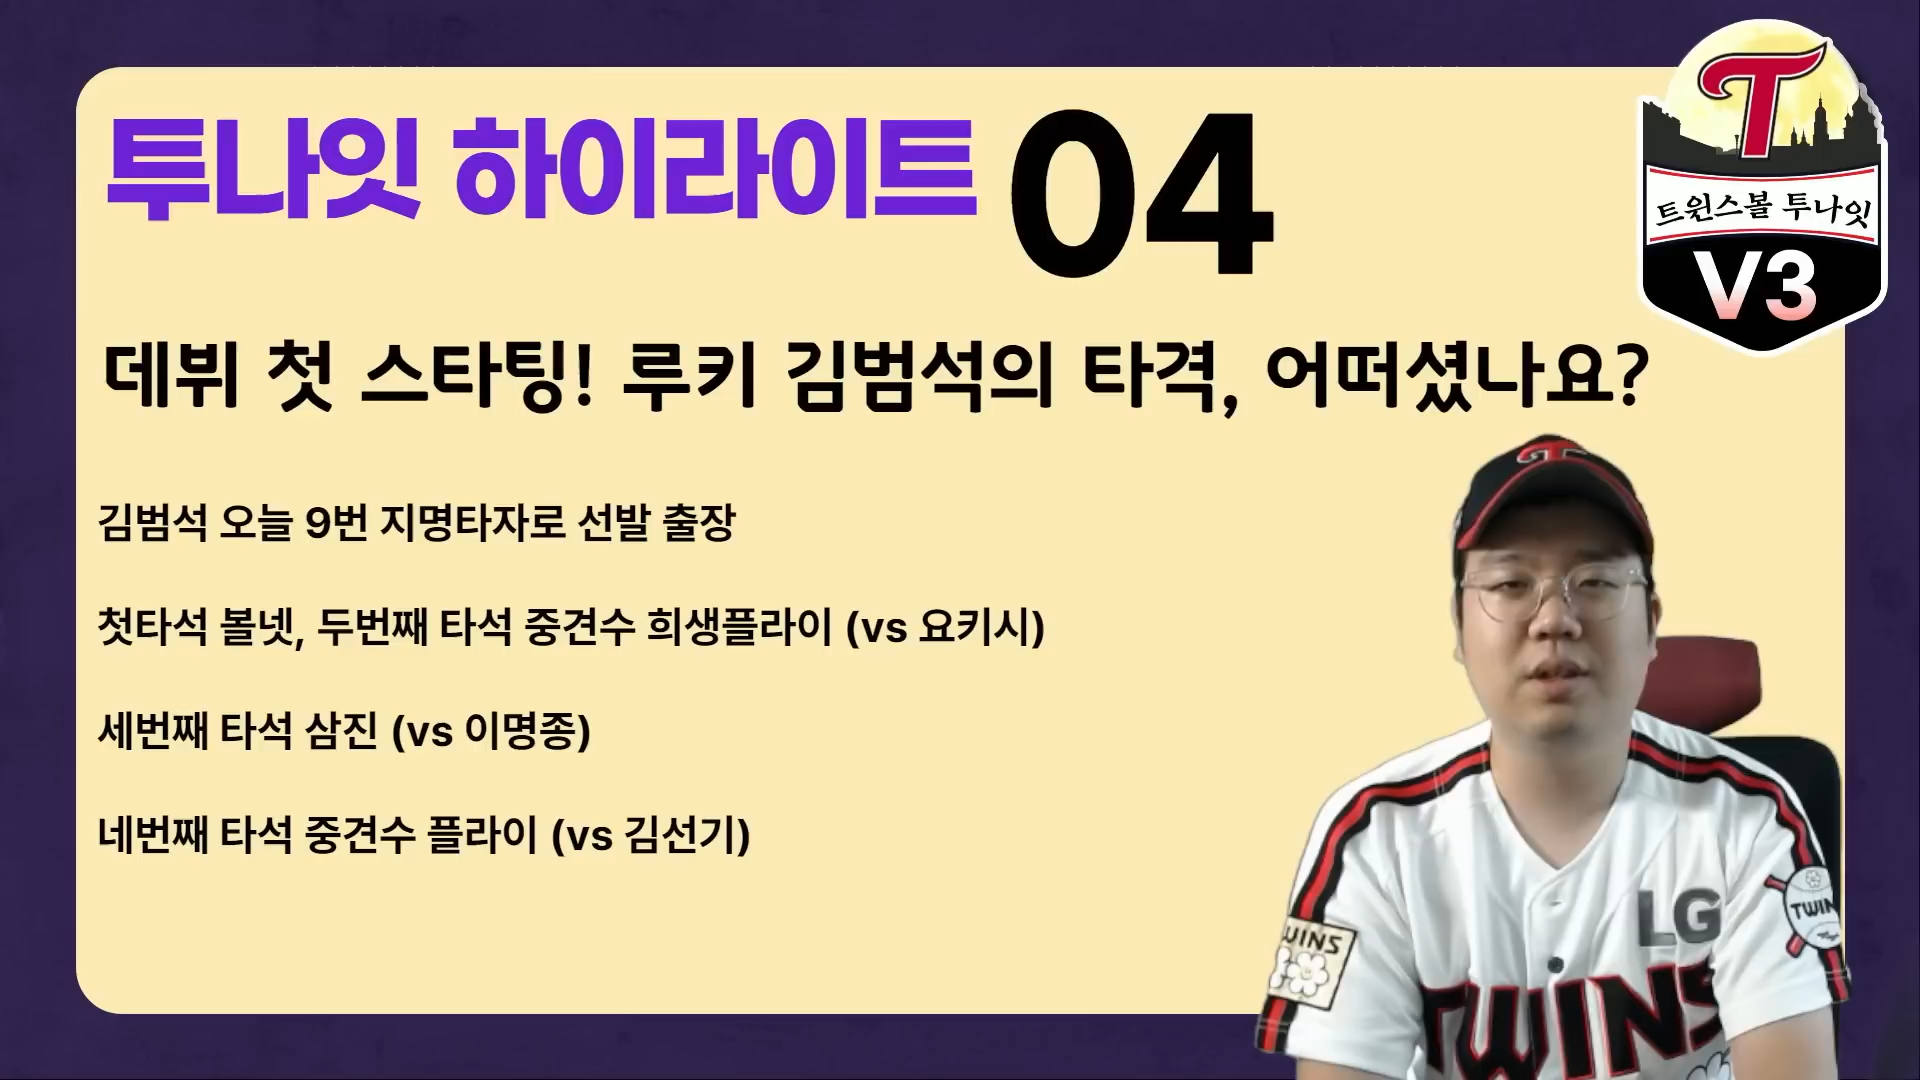 투나잇 하이라이트 04
T
트윈스볼 투나잇
V3
데뷔 첫 스타팅! 루키 김범석의 타격, 어떠셨나요?
김범석 오늘 9번 지명타자로 선발 출장
첫타석 볼넷, 두번째 타석 중견수 희생플라이 (vs 요키시)
세번째 타석 삼진 (vs 이명종)
네번째 타석 중견수 플라이 (vs 김선기)
T
LG
TWIN
WINS
TWINS